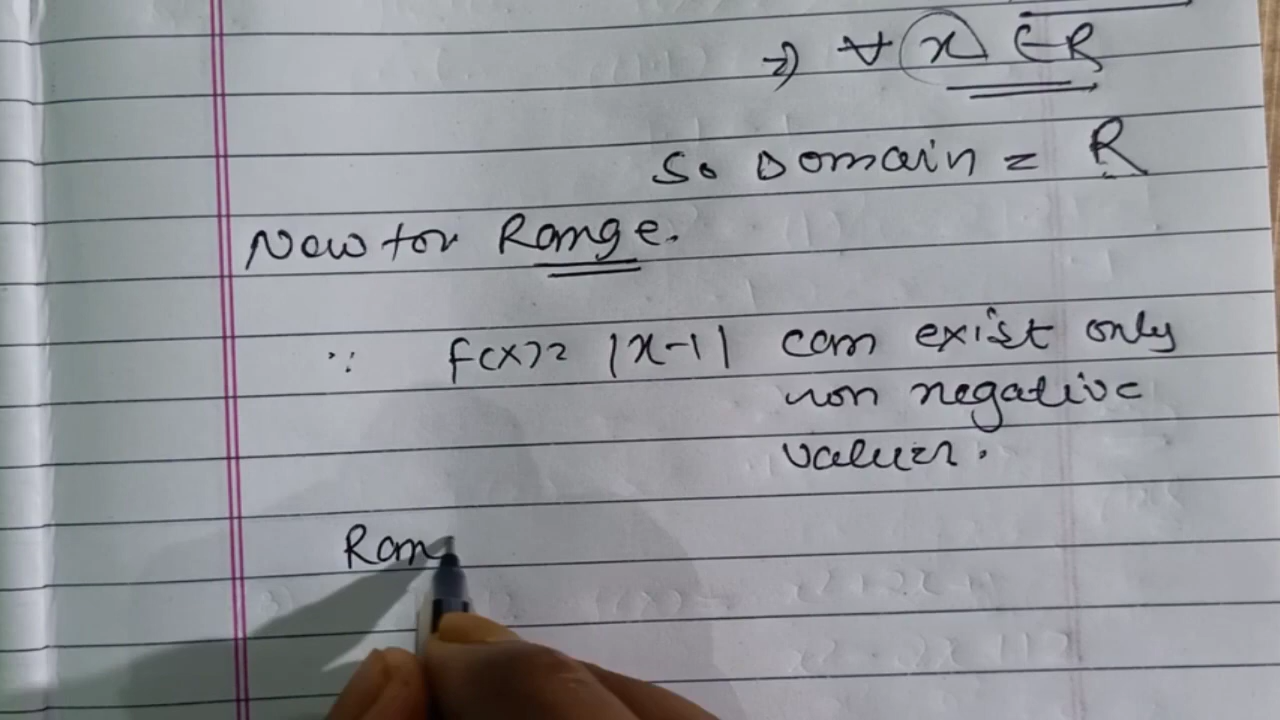 ⇒ ∀ x ∈ R
So Domain = R
Now for Range.
∵ f(x) = |x-1| can exist only
non negative
values.
Ran